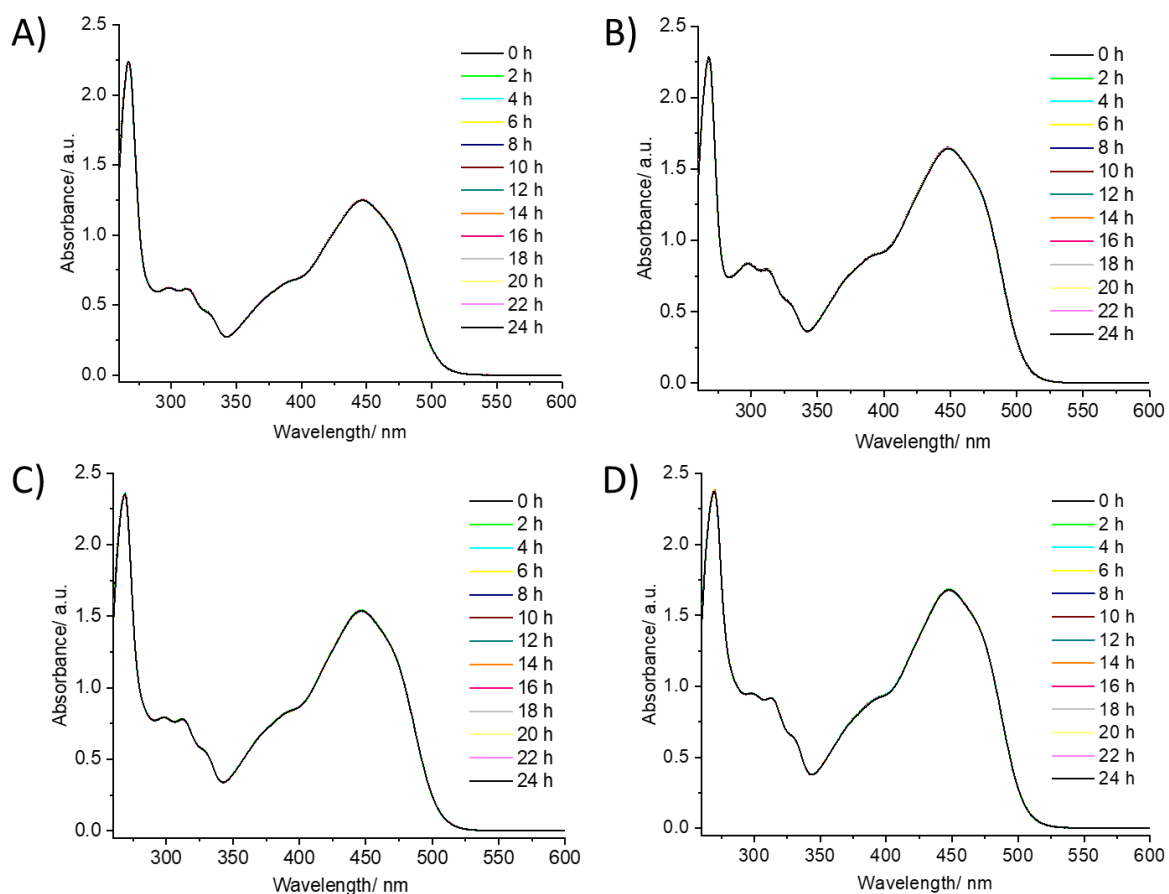 A)
2.5
2.0
1.5
1.0
0.5
0.0
Absorbance/ a.u.
300 350 400 450 500 550 600
Wavelength/ nm
0 h
2 h
4 h
6 h
8 h
10 h
12 h
14 h
16 h
18 h
20 h
22 h
24 h
B)
2.5
2.0
1.5
1.0
0.5
0.0
Absorbance/ a.u.
300 350 400 450 500 550 600
Wavelength/ nm
0 h
2 h
4 h
6 h
8 h
10 h
12 h
14 h
16 h
18 h
20 h
22 h
24 h
C)
2.5
2.0
1.5
1.0
0.5
0.0
Absorbance/ a.u.
300 350 400 450 500 550 600
Wavelength/ nm
0 h
2 h
4 h
6 h
8 h
10 h
12 h
14 h
16 h
18 h
20 h
22 h
24 h
D)
2.5
2.0
1.5
1.0
0.5
0.0
Absorbance/ a.u.
300 350 400 450 500 550 600
Wavelength/ nm
0 h
2 h
4 h
6 h
8 h
10 h
12 h
14 h
16 h
18 h
20 h
22 h
24 h